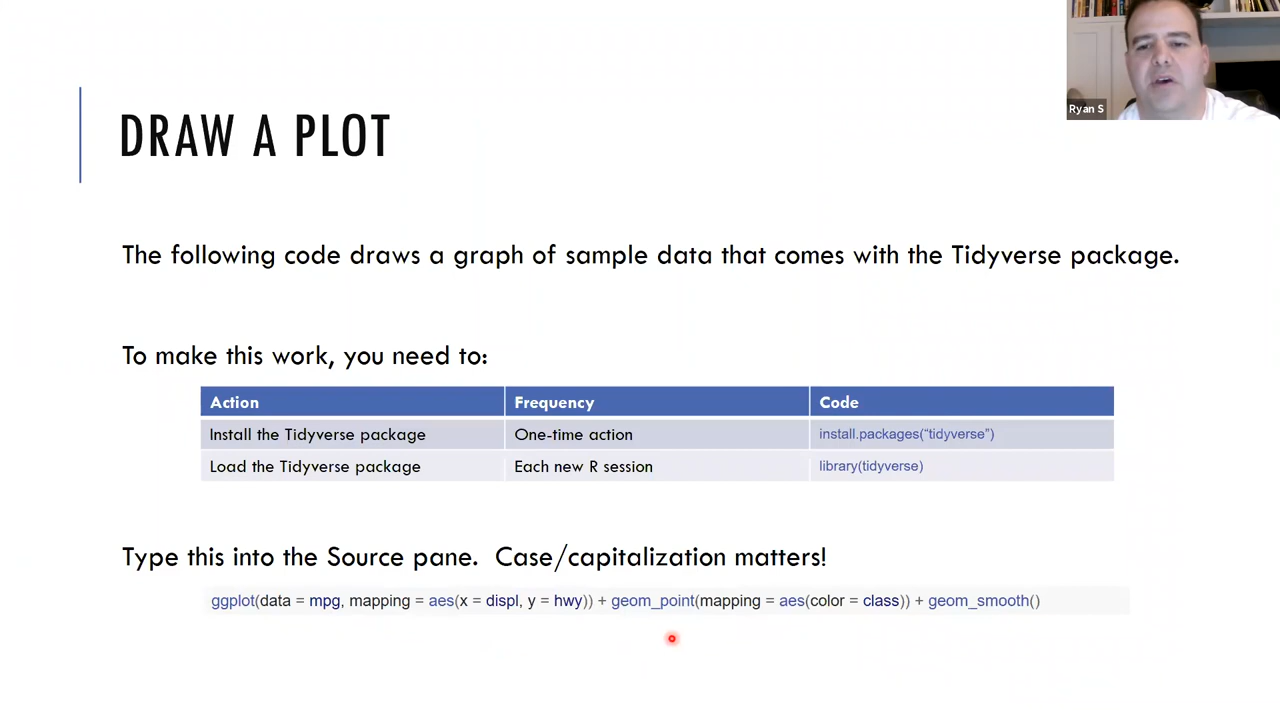 Ryan S
DRAW A PLOT
The following code draws a graph of sample data that comes with the Tidyverse package.
To make this work, you need to:
Action Frequency Code
Install the Tidyverse package One-time action install.packages(“tidyverse”)
Load the Tidyverse package Each new R session library(tidyverse)
Type this into the Source pane. Case/capitalization matters!
ggplot(data = mpg, mapping = aes(x = displ, y = hwy)) + geom_point(mapping = aes(color = class)) + geom_smooth()